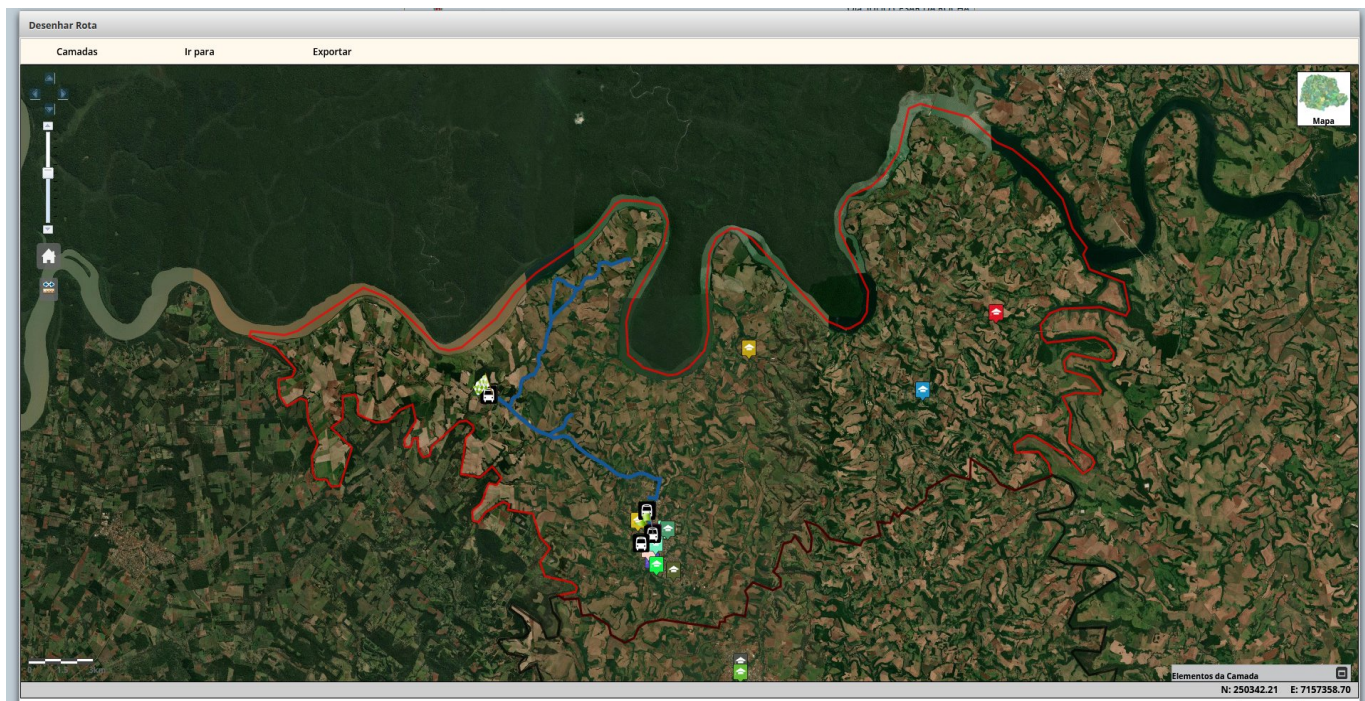 Desenhar Rota
Camadas Ir para Exportar
Mapa
Elementos da Camada
N: 250342.21 E: 7157358.70